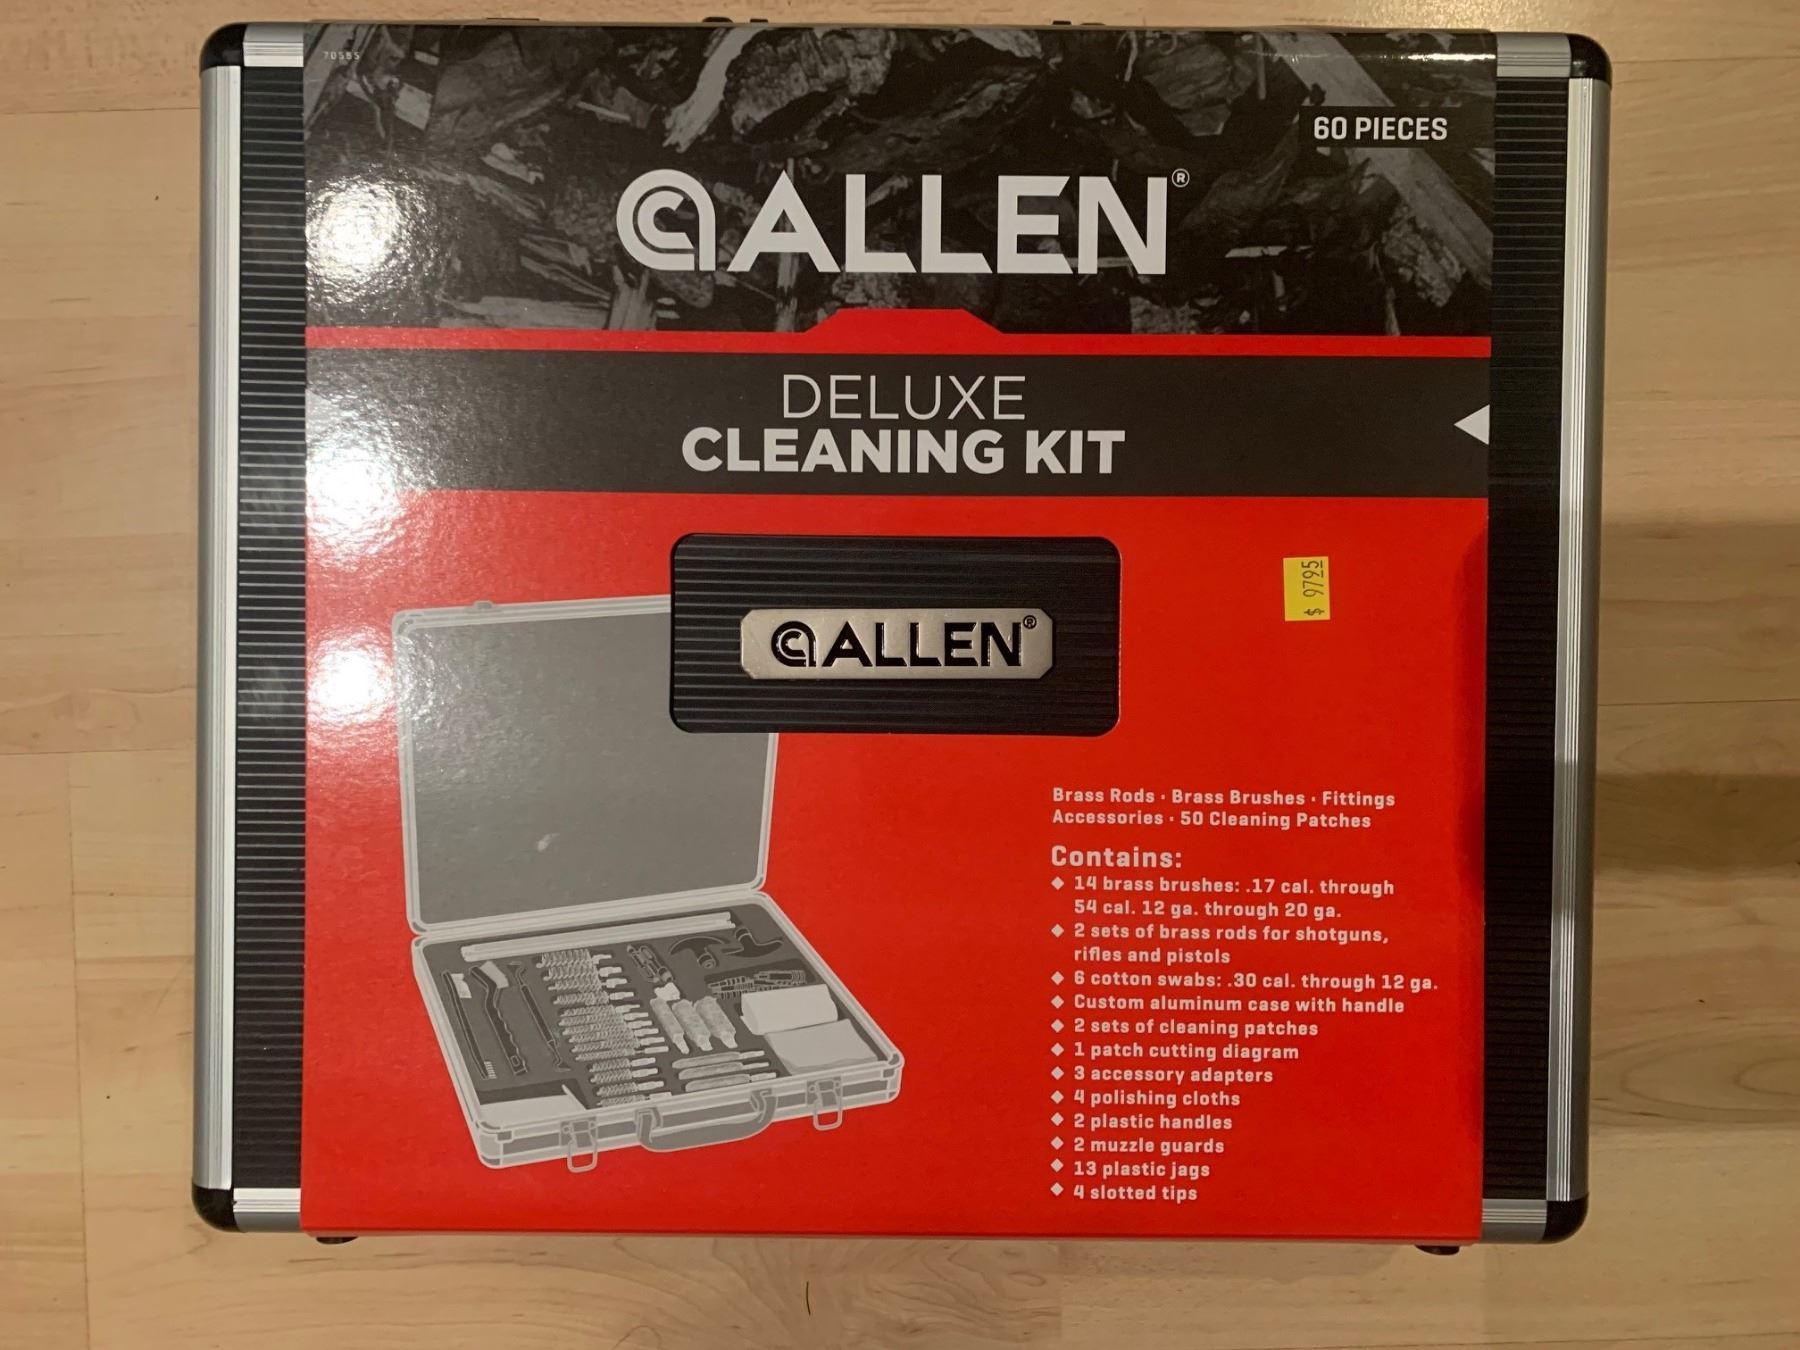 70585
60 PIECES
ALLEN®
DELUXE
CLEANING KIT
$ 97.95
ALLEN®
Brass Rods · Brass Brushes · Fittings
Accessories · 50 Cleaning Patches
Contains:
◆ 14 brass brushes: .17 cal. through
54 cal. 12 ga. through 20 ga.
◆ 2 sets of brass rods for shotguns,
rifles and pistols
◆ 6 cotton swabs: .30 cal. through 12 ga.
◆ Custom aluminum case with handle
◆ 2 sets of cleaning patches
◆ 1 patch cutting diagram
◆ 3 accessory adapters
◆ 4 polishing cloths
◆ 2 plastic handles
◆ 2 muzzle guards
◆ 13 plastic jags
◆ 4 slotted tips